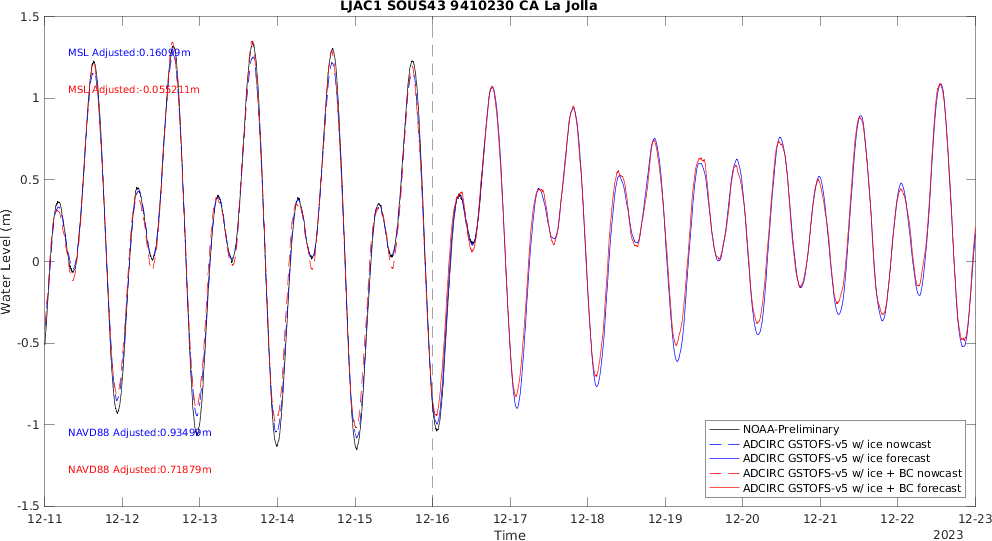 LJAC1 SOUS43 9410230 CA La Jolla
1.5
1
0.5
0
-0.5
-1
-1.5
Water Level (m)
MSL Adjusted:0.16099m
MSL Adjusted:-0.055211m
NAVD88 Adjusted:0.93499m
NAVD88 Adjusted:0.71879m
NOAA-Preliminary
ADCIRC GSTOFS-v5 w/ ice nowcast
ADCIRC GSTOFS-v5 w/ ice forecast
ADCIRC GSTOFS-v5 w/ ice + BC nowcast
ADCIRC GSTOFS-v5 w/ ice + BC forecast
12-11 12-12 12-13 12-14 12-15 12-16 12-17 12-18 12-19 12-20 12-21 12-22 12-23
Time
2023